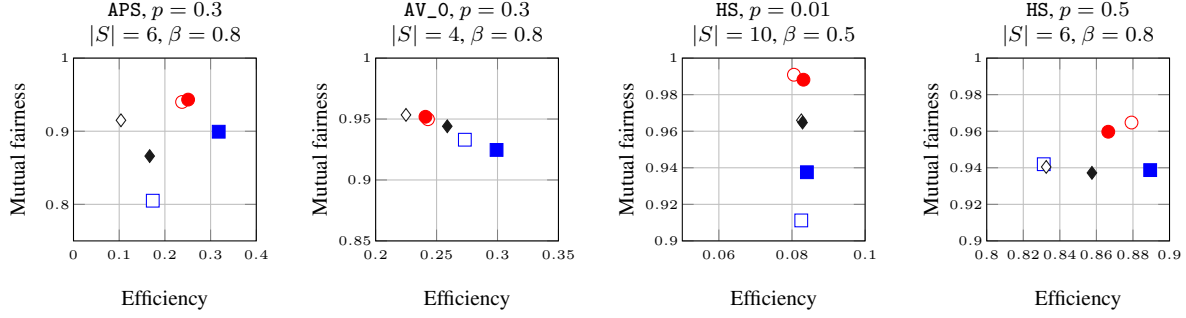 APS, p = 0.3
|S| = 6, β = 0.8
1
0.9
0.8
0
0.1
0.2
0.3
0.4
Mutual fairness
Efficiency
AV_0, p = 0.3
|S| = 4, β = 0.8
1
0.95
0.9
0.85
0.2
0.25
0.3
0.35
Mutual fairness
Efficiency
HS, p = 0.01
|S| = 10, β = 0.5
1
0.98
0.96
0.94
0.92
0.9
0.06
0.08
0.1
Mutual fairness
Efficiency
HS, p = 0.5
|S| = 6, β = 0.8
1
0.98
0.96
0.94
0.92
0.9
0.8
0.82
0.84
0.86
0.88
0.9
Mutual fairness
Efficiency